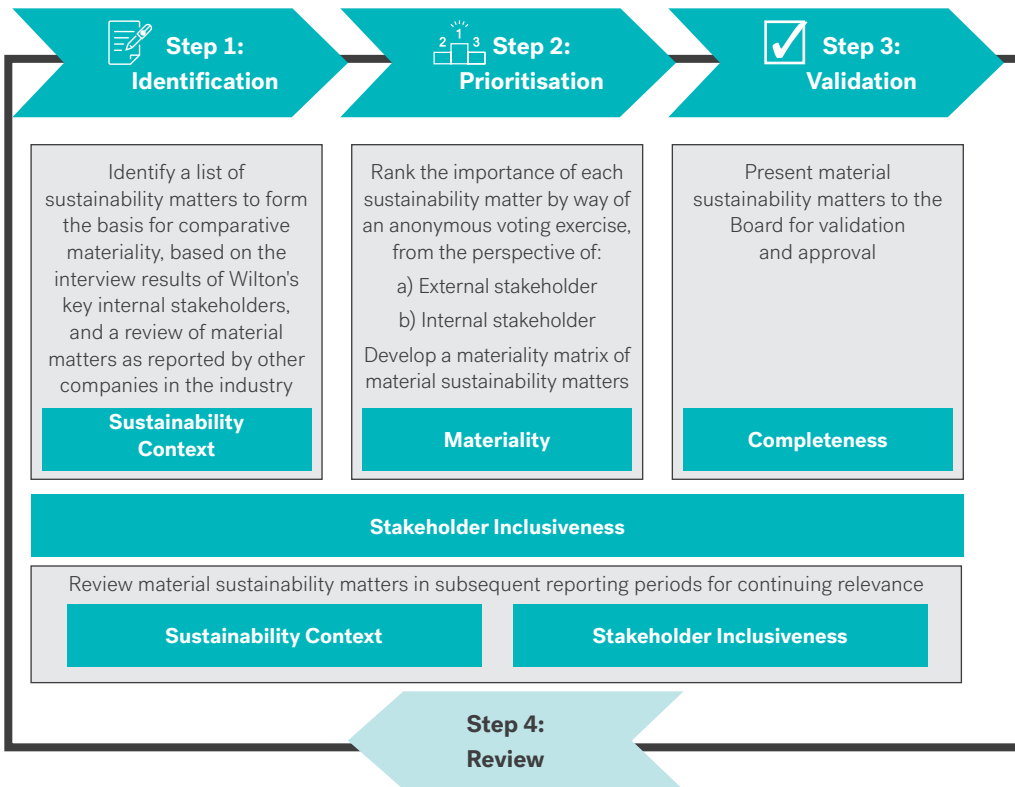 Step 1:
Identification
2 1 3
Step 2:
Prioritisation
Step 3:
Validation
Identify a list of
sustainability matters to form
the basis for comparative
materiality, based on the
interview results of Wilton's
key internal stakeholders,
and a review of material
matters as reported by other
companies in the industry
Sustainability
Context
Rank the importance of each
sustainability matter by way of
an anonymous voting exercise,
from the perspective of:
a) External stakeholder
b) Internal stakeholder
Develop a materiality matrix of
material sustainability matters
Materiality
Present material
sustainability matters to the
Board for validation
and approval
Completeness
Stakeholder Inclusiveness
Review material sustainability matters in subsequent reporting periods for continuing relevance
Sustainability Context
Stakeholder Inclusiveness
Step 4:
Review